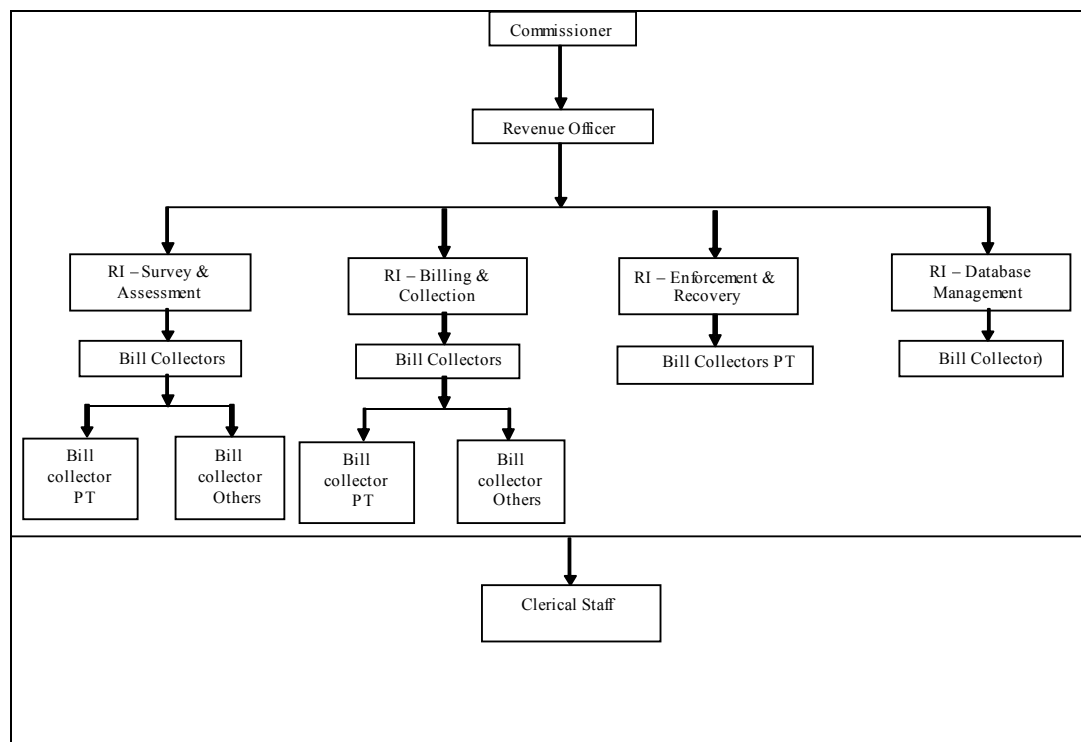 Commissioner
Revenue Officer
RI – Survey &
Assessment
RI – Billing &
Collection
RI – Enforcement &
Recovery
RI – Database
Management
Bill Collectors
Bill Collectors
Bill Collectors PT
Bill Collector)
Bill
collector
PT
Bill
collector
Others
Bill
collector
PT
Bill
collector
Others
Clerical Staff